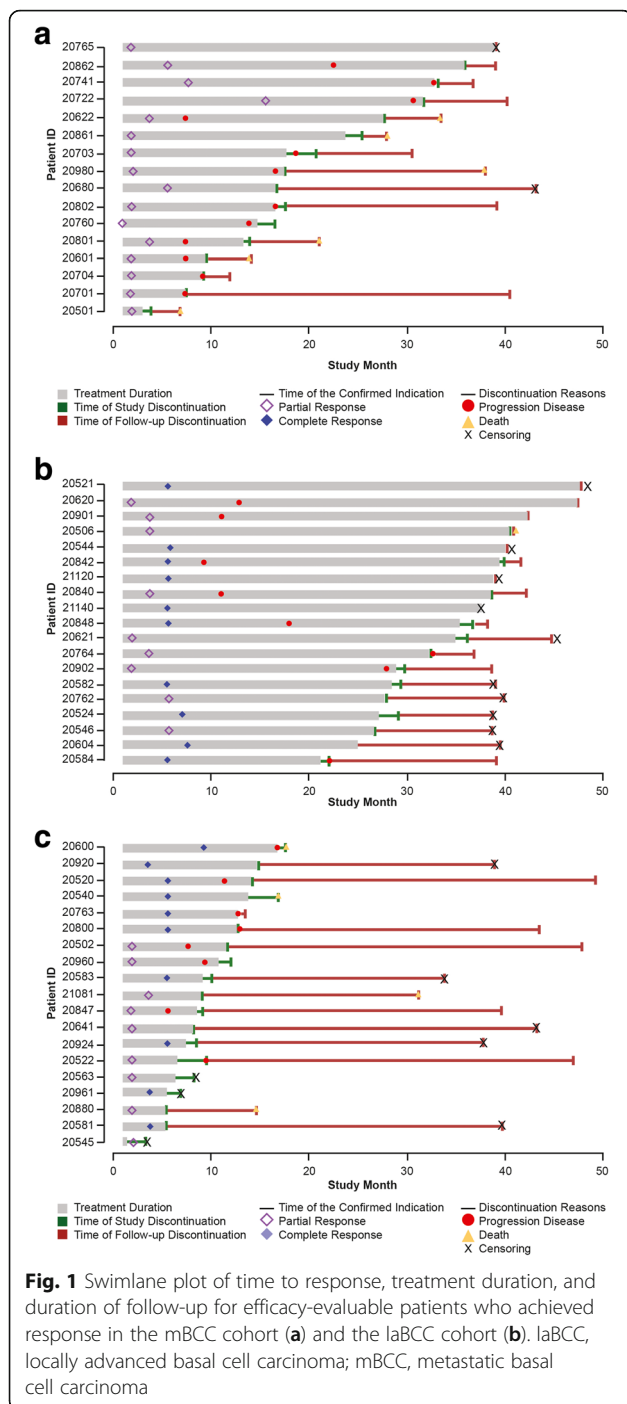 a
20765
20862
20741
20722
20622
20861
20703
20980
20680
20802
20760
20801
20601
20704
20701
20501
Patient ID
0 10 20 30 40 50
Study Month
Treatment Duration
Time of Study Discontinuation
Time of Follow-up Discontinuation
Time of the Confirmed Indication
Partial Response
Complete Response
Discontinuation Reasons
Progression Disease
Death
X Censoring
b
20521
20620
20901
20506
20544
20842
21120
20840
21140
20848
20621
20764
20902
20582
20762
20524
20546
20604
20584
Patient ID
0 10 20 30 40 50
Study Month
c
20600
20920
20520
20540
20763
20800
20502
20960
20583
21081
20847
20641
20924
20522
20563
20961
20880
20581
20545
Patient ID
0 10 20 30 40 50
Study Month
Treatment Duration
Time of Study Discontinuation
Time of Follow-up Discontinuation
Time of the Confirmed Indication
Partial Response
Complete Response
Discontinuation Reasons
Progression Disease
Death
X Censoring
Fig. 1 Swimlane plot of time to response, treatment duration, and
duration of follow-up for efficacy-evaluable patients who achieved
response in the mBCC cohort (a) and the laBCC cohort (b). laBCC,
locally advanced basal cell carcinoma; mBCC, metastatic basal
cell carcinoma